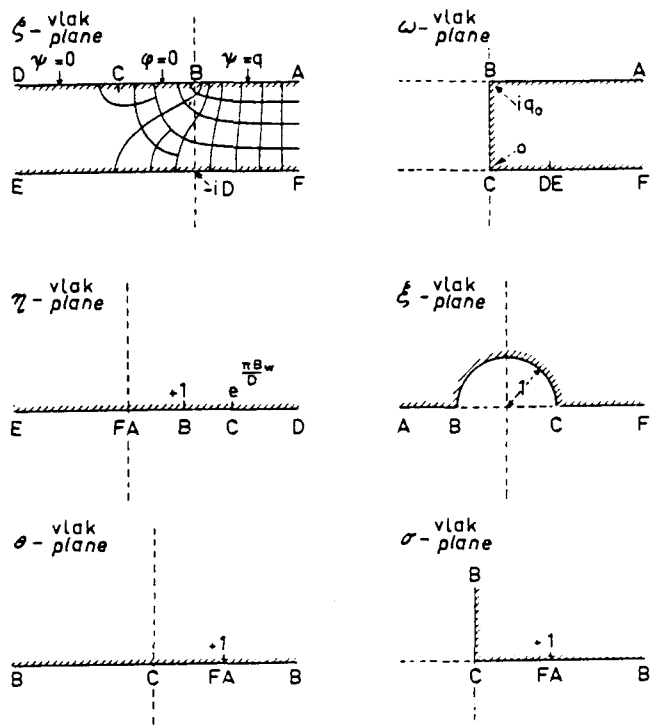 ζ - vlak plane
ψ=0 φ=0 ψ=q
D C B A
E -iD F
ω - vlak plane
B A
iq₀
o
C DE F
η - vlak plane
+1 e^(πB_w/D)
E FA B C D
ξ - vlak plane
1
A B C F
θ - vlak plane
+1
B C FA B
σ - vlak plane
B
+1
C FA B